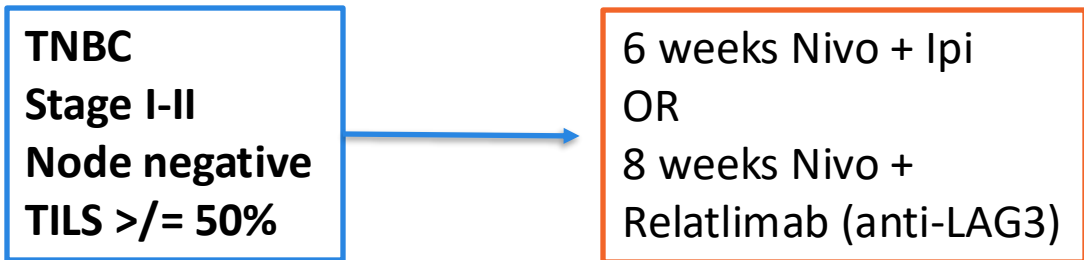 TNBC
Stage I-II
Node negative
TILS >/= 50%
6 weeks Nivo + Ipi
OR
8 weeks Nivo +
Relatlimab (anti-LAG3)